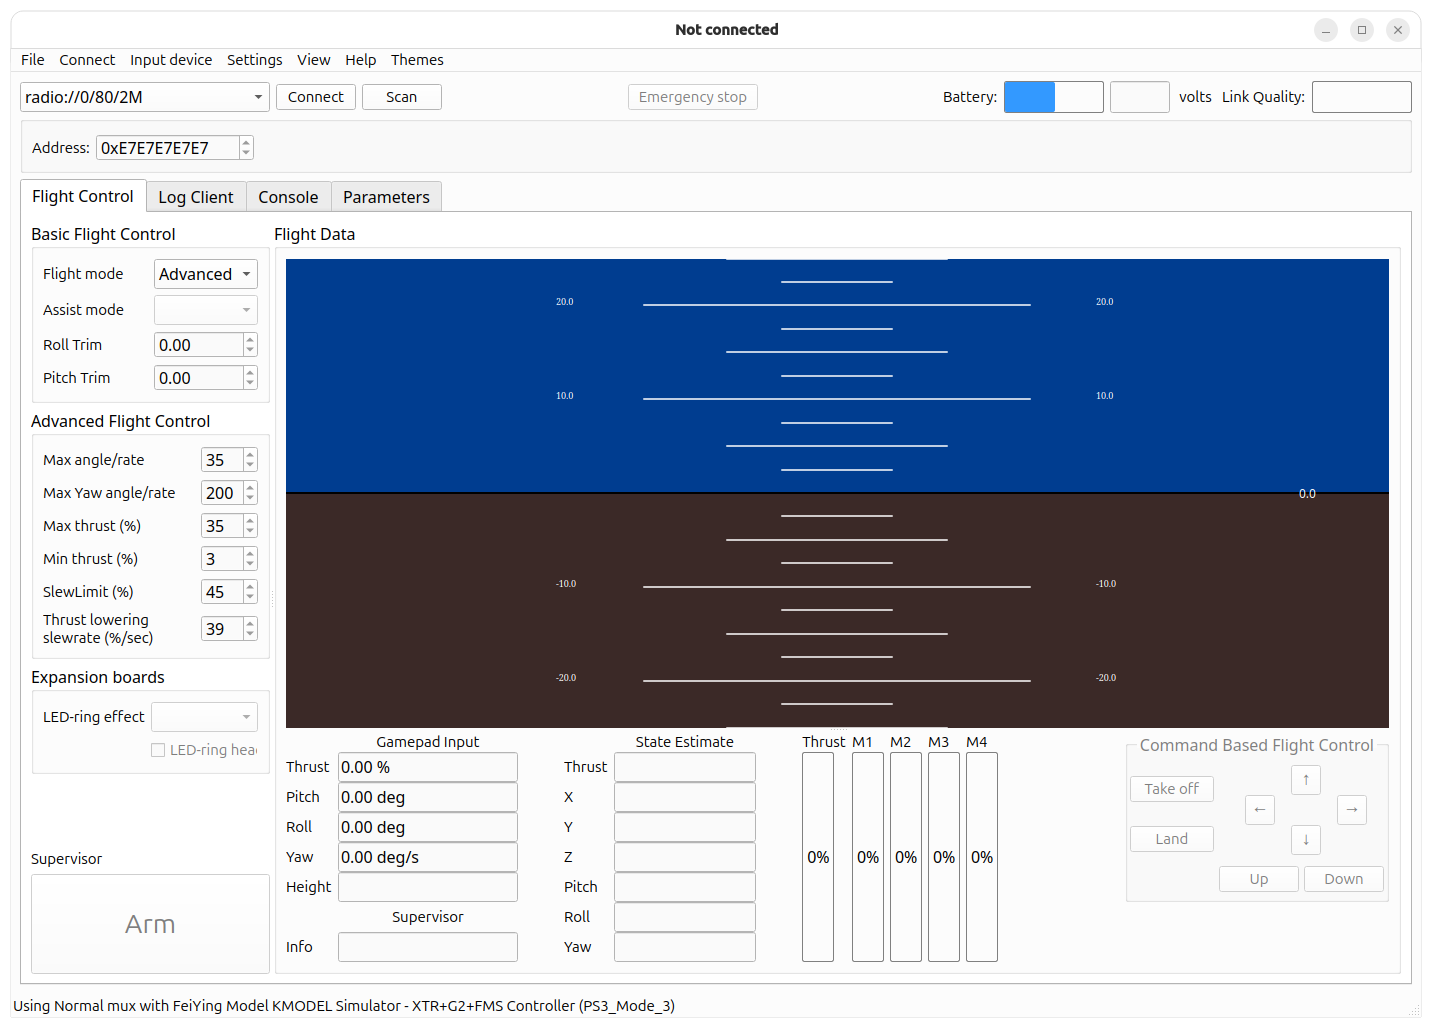 Not connected
File Connect Input device Settings View Help Themes
radio://0/80/2M Connect Scan Emergency stop Battery: volts Link Quality:
Address: 0xE7E7E7E7E7
Flight Control Log Client Console Parameters
Basic Flight Control
Flight mode Advanced
Assist mode
Roll Trim 0.00
Pitch Trim 0.00
Advanced Flight Control
Max angle/rate 35
Max Yaw angle/rate 200
Max thrust (%) 35
Min thrust (%) 3
SlewLimit (%) 45
Thrust lowering
slewrate (%/sec) 39
Expansion boards
LED-ring effect
LED-ring hea
Supervisor
Arm
Flight Data
20.0 20.0
10.0 10.0
0.0
-10.0 -10.0
-20.0 -20.0
Gamepad Input
Thrust 0.00 %
Pitch 0.00 deg
Roll 0.00 deg
Yaw 0.00 deg/s
Height
Supervisor
Info
State Estimate
Thrust
X
Y
Z
Pitch
Roll
Yaw
Thrust M1 M2 M3 M4
0% 0% 0% 0% 0%
Command Based Flight Control
Take off ↑
← →
Land ↓
Up Down
Using Normal mux with FeiYing Model KMODEL Simulator - XTR+G2+FMS Controller (PS3_Mode_3)